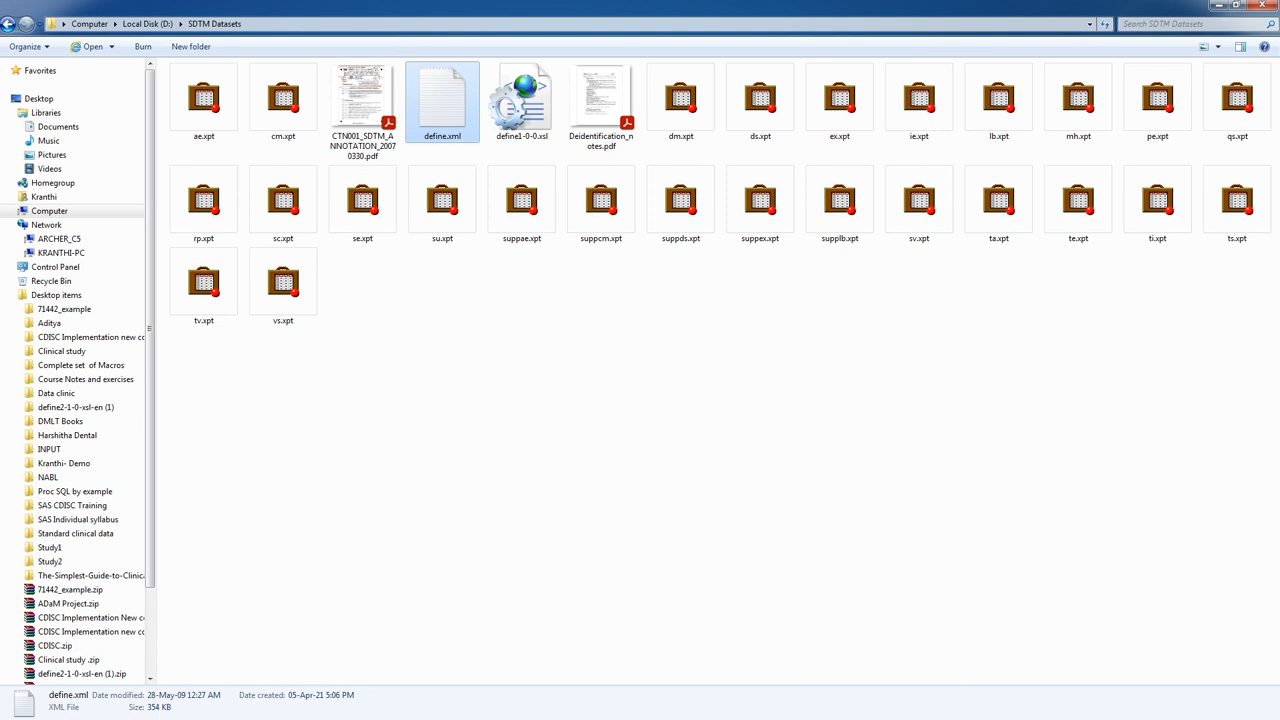 Computer Local Disk (D:) SDTM Datasets Search SDTM Datasets
Organize Open Burn New folder
Favorites
Desktop
Libraries
Documents
Music
Pictures
Videos
Homegroup
Kranthi
Computer
Network
ARCHER_C5
KRANTHI-PC
Control Panel
Recycle Bin
Desktop items
71442_example
Aditya
CDISC Implementation new cc
Clinical study
Complete set of Macros
Course Notes and exercises
Data clinic
define2-1-0-xsl-en (1)
DMLT Books
Harshitha Dental
INPUT
Kranthi- Demo
NABL
Proc SQL by example
SAS CDISC Training
SAS Individual syllabus
Standard clinical data
Study1
Study2
The-Simplest-Guide-to-Clinica
71442_example.zip
ADaM Project.zip
CDISC Implementation New cc
CDISC Implementation new cc
CDISC.zip
Clinical study .zip
define2-1-0-xsl-en (1).zip
ae.xpt
cm.xpt
CTN001_SDTM_A
NNOTATION_2007
0330.pdf
define.xml
define1-0-0.xsl
Deidentification_n
otes.pdf
dm.xpt
ds.xpt
ex.xpt
ie.xpt
lb.xpt
mh.xpt
pe.xpt
qs.xpt
rp.xpt
sc.xpt
se.xpt
su.xpt
suppae.xpt
suppcm.xpt
suppds.xpt
suppex.xpt
supplb.xpt
sv.xpt
ta.xpt
te.xpt
ti.xpt
ts.xpt
tv.xpt
vs.xpt
define.xml Date modified: 28-May-09 12:27 AM Date created: 05-Apr-21 5:06 PM
XML File Size: 354 KB